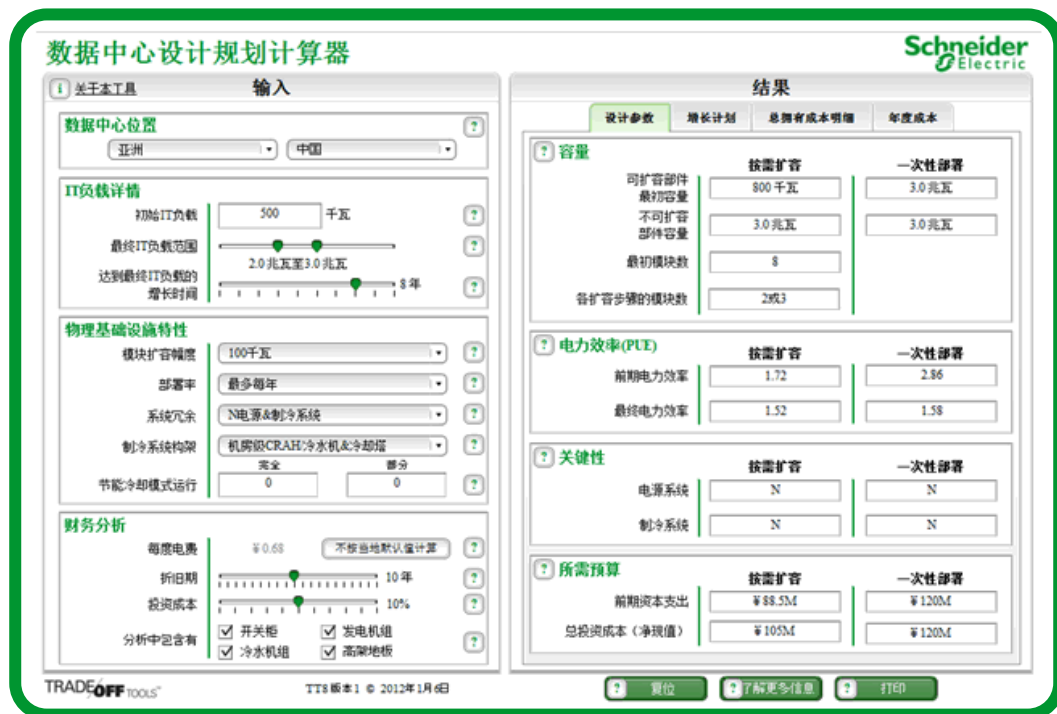 数据中心设计规划计算器
Schneider
Electric
i 关于本工具 输入
数据中心位置 ?
亚洲 中国
IT负载详情
初始IT负载 500 千瓦 ?
最终IT负载范围 ?
2.0兆瓦至3.0兆瓦
达到最终IT负载的
增长时间 8年 ?
物理基础设施特性
模块扩容幅度 100千瓦 ?
部署率 最多每年 ?
系统冗余 N电源&制冷系统 ?
制冷系统构架 机房级CRAH/冷水机&冷却塔 ?
完全 部分
节能冷却模式运行 0 0 ?
财务分析
每度电费 ¥0.68 不按当地默认值计算 ?
折旧期 10年 ?
投资成本 10% ?
分析中包含有 ?
开关柜 发电机组
冷水机组 高架地板
结果
设计参数 增长计划 总拥有成本明细 年度成本
? 容量
按需扩容 一次性部署
可扩容部件
最初容量 800千瓦 3.0兆瓦
不可扩容
部件容量 3.0兆瓦 3.0兆瓦
最初模块数 8
各扩容步骤的模块数 2或3
? 电力效率(PUE)
按需扩容 一次性部署
前期电力效率 1.72 2.86
最终电力效率 1.52 1.58
? 关键性
按需扩容 一次性部署
电源系统 N N
制冷系统 N N
? 所需预算
按需扩容 一次性部署
前期资本支出 ¥88.5M ¥120M
总投资成本（净现值） ¥105M ¥120M
TRADE/OFF TOOLS™ TTS版本1 © 2012年1月6日
? 复位 ? 了解更多信息 ? 打印